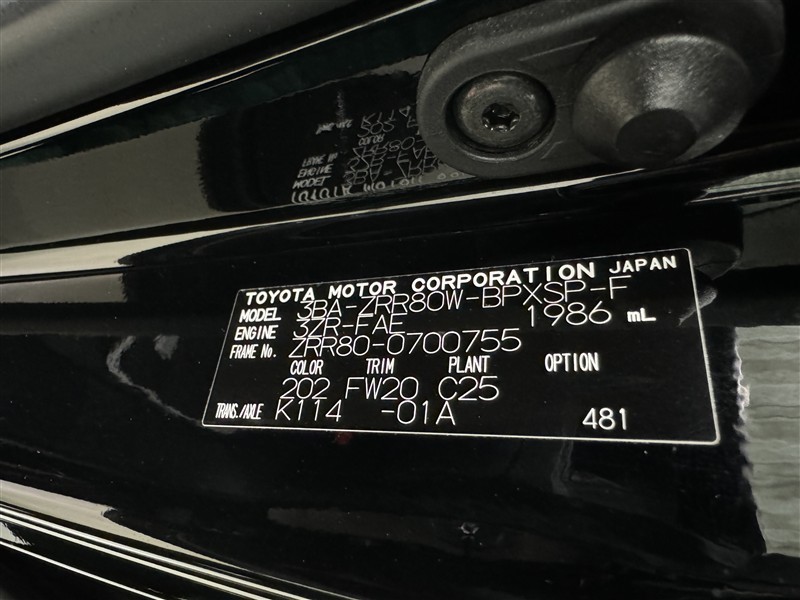 TOYOTA MOTOR CORPORATION JAPAN
MODEL 3BA-ZRR80W-BPXSP-F
ENGINE 3ZR-FAE 1986 mL
FRAME No. ZRR80-0700755
COLOR TRIM PLANT OPTION
202 FW20 C25
TRANS./AXLE K114 -01A 481